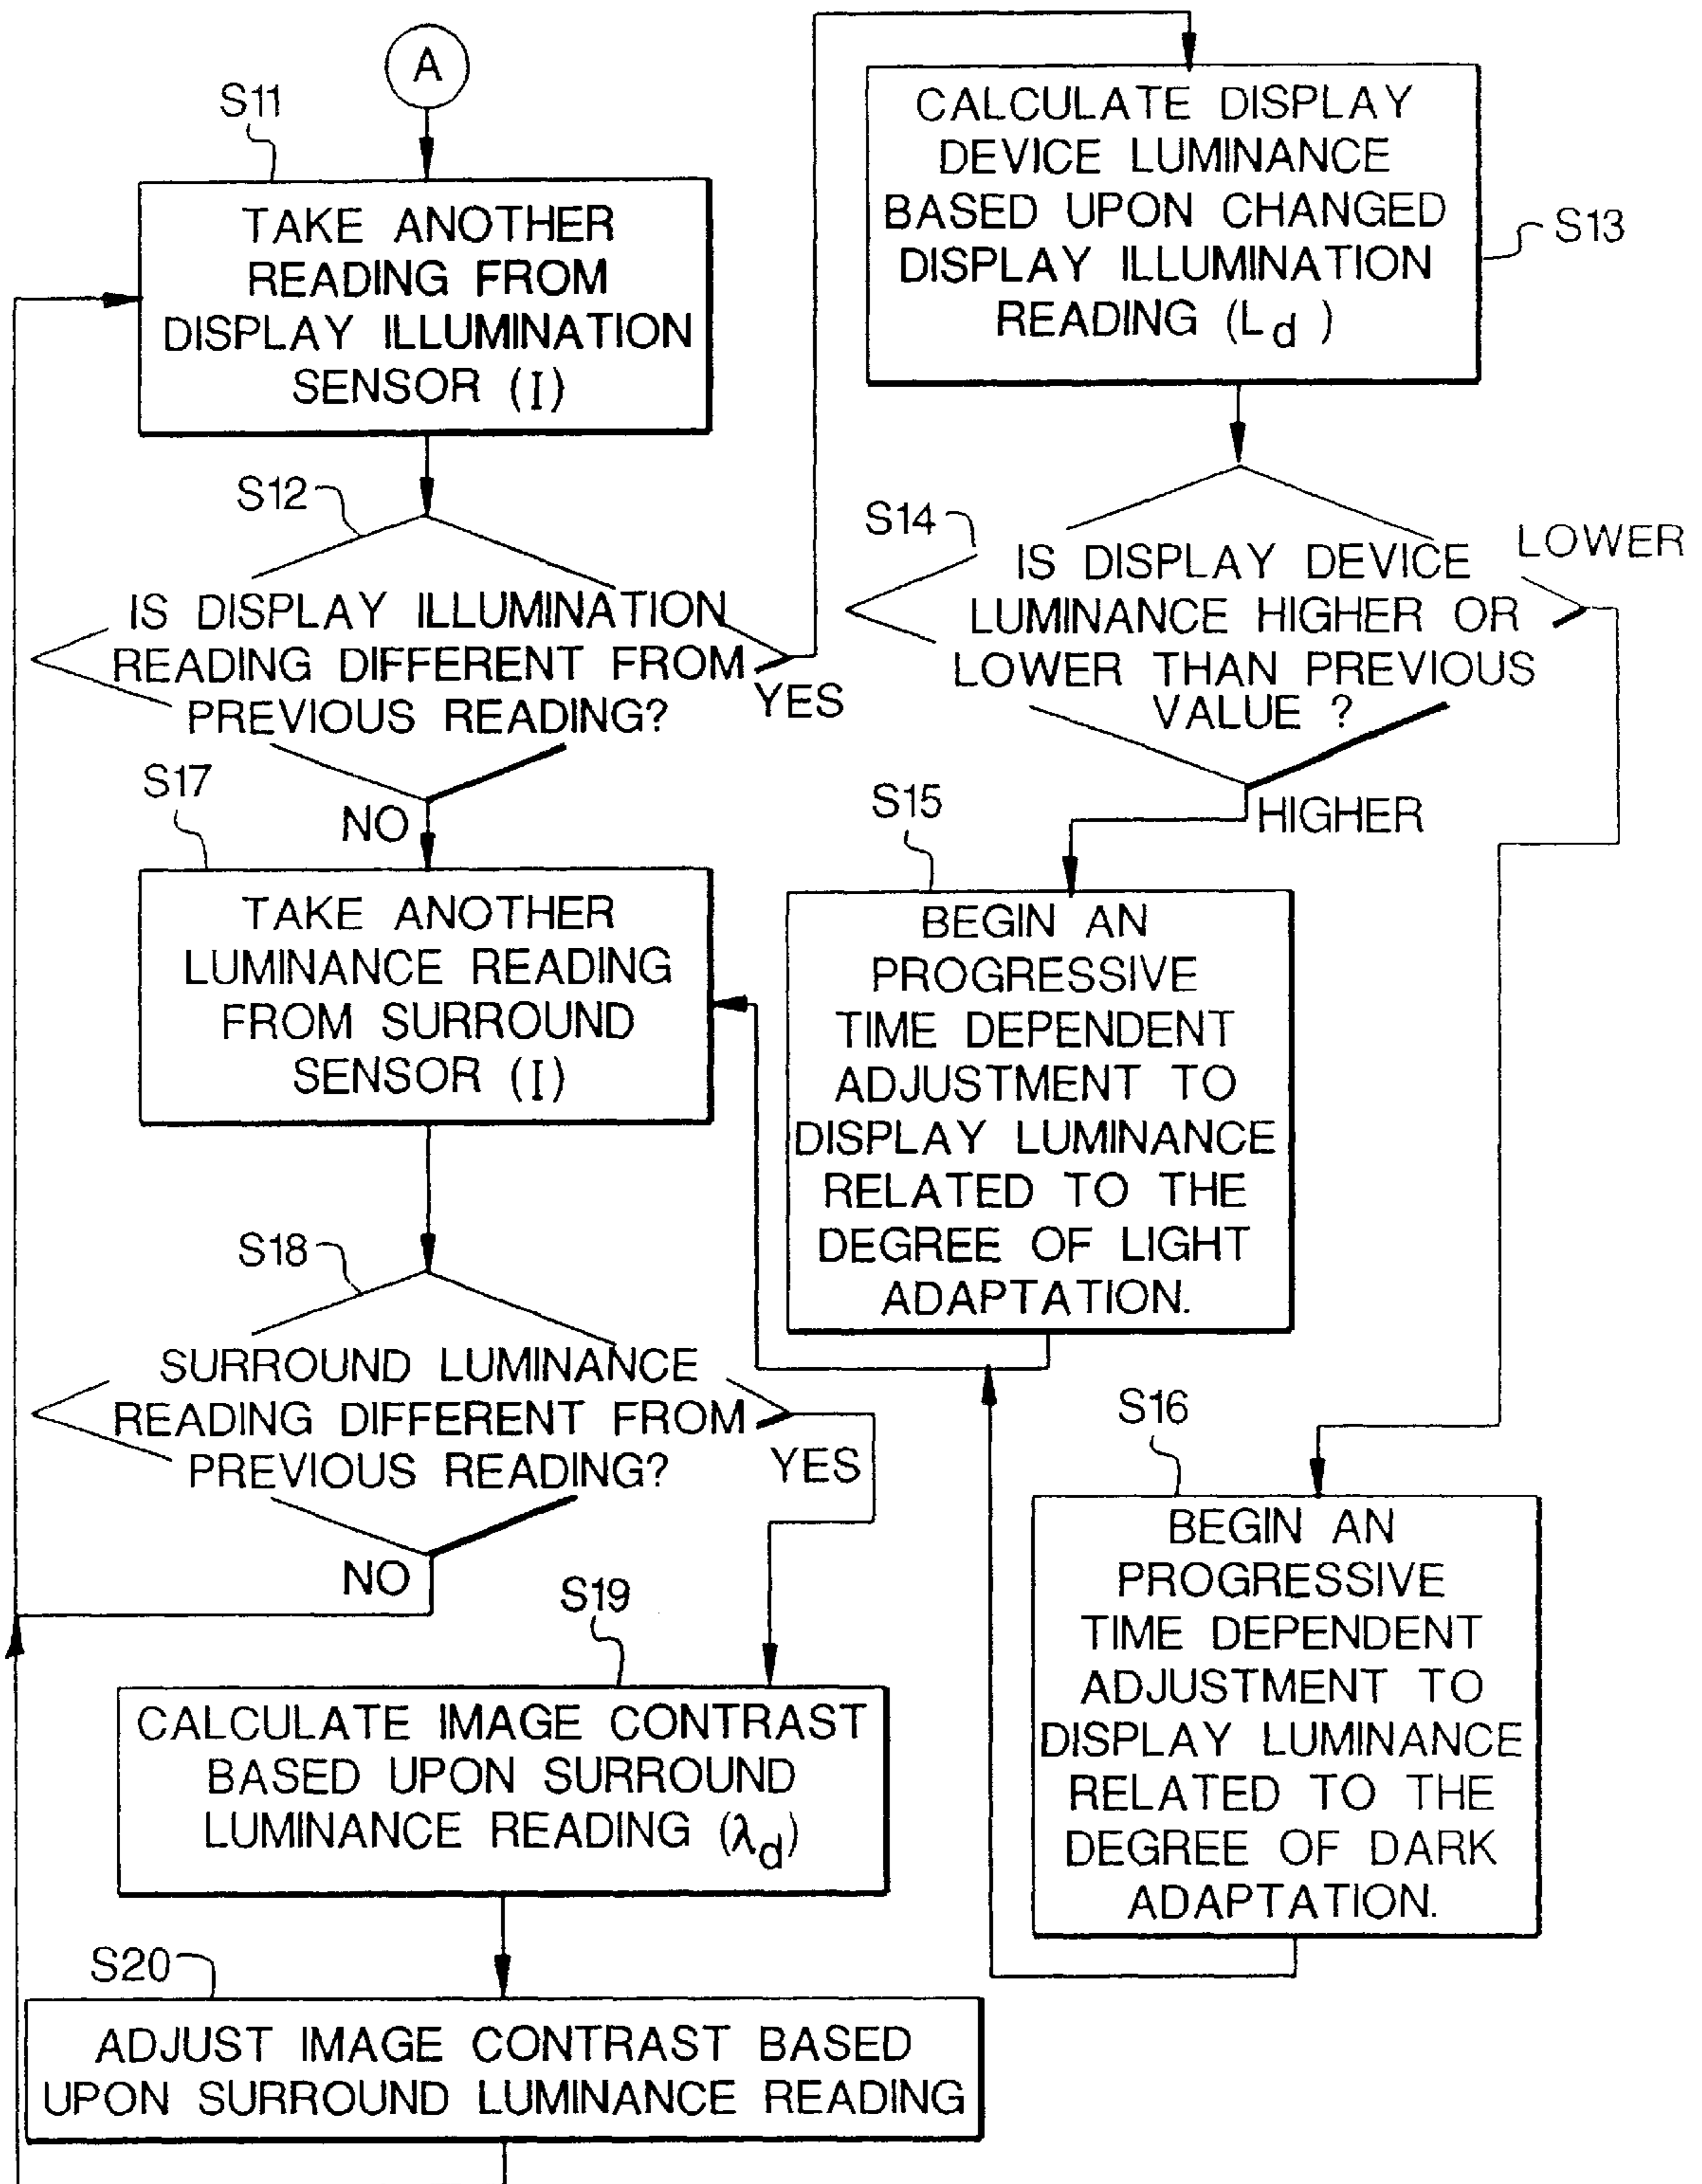 A
S11
TAKE ANOTHER
READING FROM
DISPLAY ILLUMINATION
SENSOR (I)
S12
IS DISPLAY ILLUMINATION
READING DIFFERENT FROM
PREVIOUS READING?
YES
NO
CALCULATE DISPLAY
DEVICE LUMINANCE
BASED UPON CHANGED
DISPLAY ILLUMINATION
READING (Ld )
S13
S14
IS DISPLAY DEVICE
LUMINANCE HIGHER OR
LOWER THAN PREVIOUS
VALUE ?
LOWER
HIGHER
S15
BEGIN AN
PROGRESSIVE
TIME DEPENDENT
ADJUSTMENT TO
DISPLAY LUMINANCE
RELATED TO THE
DEGREE OF LIGHT
ADAPTATION.
S16
BEGIN AN
PROGRESSIVE
TIME DEPENDENT
ADJUSTMENT TO
DISPLAY LUMINANCE
RELATED TO THE
DEGREE OF DARK
ADAPTATION.
S17
TAKE ANOTHER
LUMINANCE READING
FROM SURROUND
SENSOR (I)
S18
SURROUND LUMINANCE
READING DIFFERENT FROM
PREVIOUS READING?
YES
NO
S19
CALCULATE IMAGE CONTRAST
BASED UPON SURROUND
LUMINANCE READING (λd)
S20
ADJUST IMAGE CONTRAST BASED
UPON SURROUND LUMINANCE READING